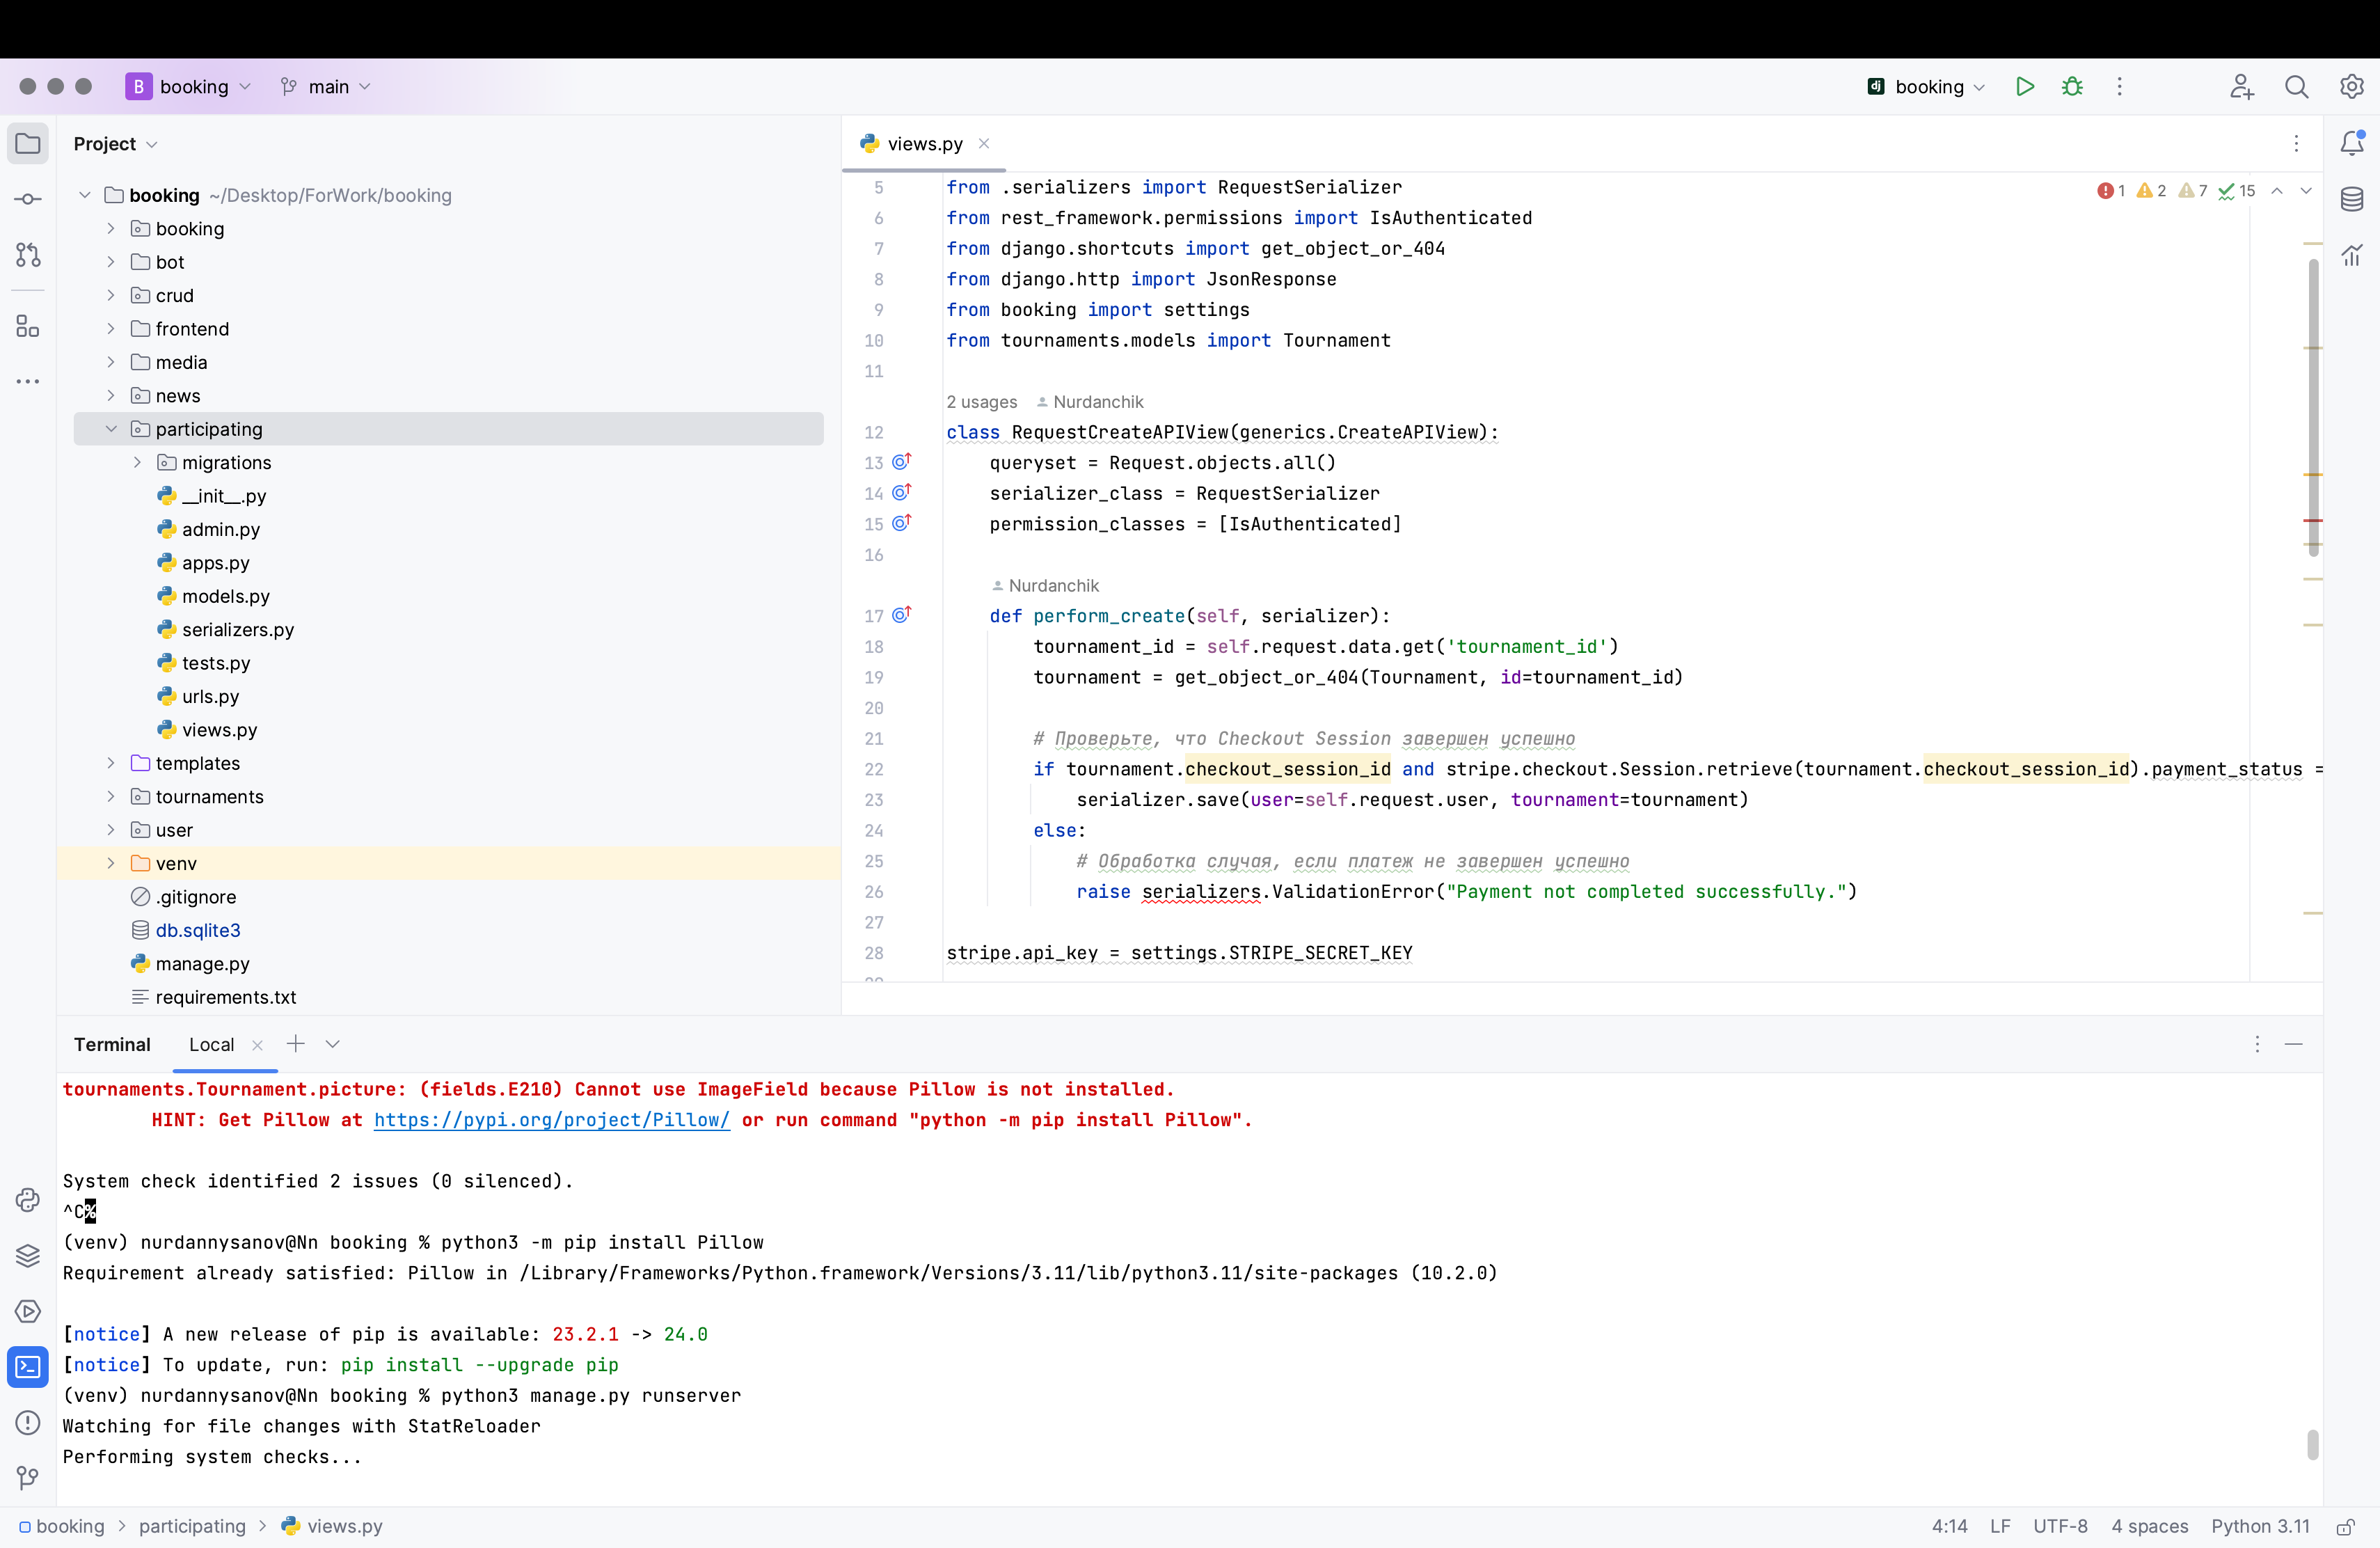 B booking main
dj booking
Project
booking ~/Desktop/ForWork/booking
booking
bot
crud
frontend
media
news
participating
migrations
__init__.py
admin.py
apps.py
models.py
serializers.py
tests.py
urls.py
views.py
templates
tournaments
user
venv
.gitignore
db.sqlite3
manage.py
requirements.txt
views.py
1 2 7 15
5 from .serializers import RequestSerializer
6 from rest_framework.permissions import IsAuthenticated
7 from django.shortcuts import get_object_or_404
8 from django.http import JsonResponse
9 from booking import settings
10 from tournaments.models import Tournament
11
2 usages Nurdanchik
12 class RequestCreateAPIView(generics.CreateAPIView):
13 queryset = Request.objects.all()
14 serializer_class = RequestSerializer
15 permission_classes = [IsAuthenticated]
16
Nurdanchik
17 def perform_create(self, serializer):
18 tournament_id = self.request.data.get('tournament_id')
19 tournament = get_object_or_404(Tournament, id=tournament_id)
20
21 # Проверьте, что Checkout Session завершен успешно
22 if tournament.checkout_session_id and stripe.checkout.Session.retrieve(tournament.checkout_session_id).payment_status =
23 serializer.save(user=self.request.user, tournament=tournament)
24 else:
25 # Обработка случая, если платеж не завершен успешно
26 raise serializers.ValidationError("Payment not completed successfully.")
27
28 stripe.api_key = settings.STRIPE_SECRET_KEY
Terminal Local
tournaments.Tournament.picture: (fields.E210) Cannot use ImageField because Pillow is not installed.
HINT: Get Pillow at https://pypi.org/project/Pillow/ or run command "python -m pip install Pillow".
System check identified 2 issues (0 silenced).
^C%
(venv) nurdannysanov@Nn booking % python3 -m pip install Pillow
Requirement already satisfied: Pillow in /Library/Frameworks/Python.framework/Versions/3.11/lib/python3.11/site-packages (10.2.0)
[notice] A new release of pip is available: 23.2.1 -> 24.0
[notice] To update, run: pip install --upgrade pip
(venv) nurdannysanov@Nn booking % python3 manage.py runserver
Watching for file changes with StatReloader
Performing system checks...
booking > participating > views.py
4:14 LF UTF-8 4 spaces Python 3.11